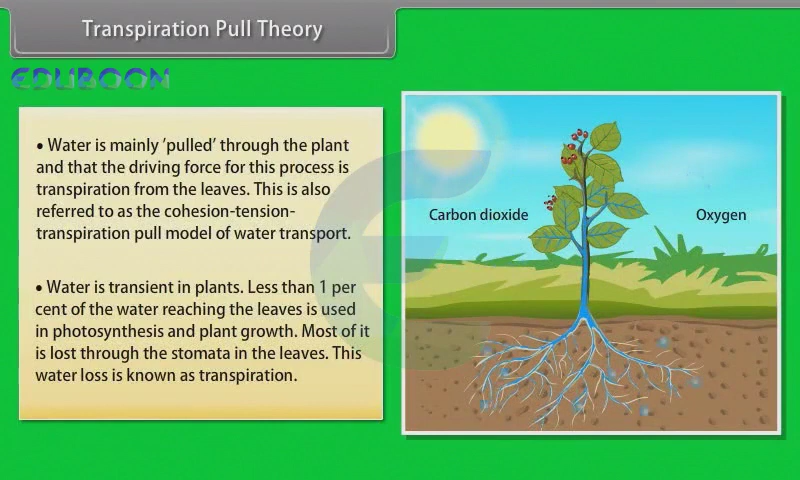 Transpiration Pull Theory
EDUBOON
• Water is mainly ‘pulled’ through the plant
and that the driving force for this process is
transpiration from the leaves. This is also
referred to as the cohesion-tension-
transpiration pull model of water transport.
• Water is transient in plants. Less than 1 per
cent of the water reaching the leaves is used
in photosynthesis and plant growth. Most of it
is lost through the stomata in the leaves. This
water loss is known as transpiration.
Carbon dioxide
Oxygen